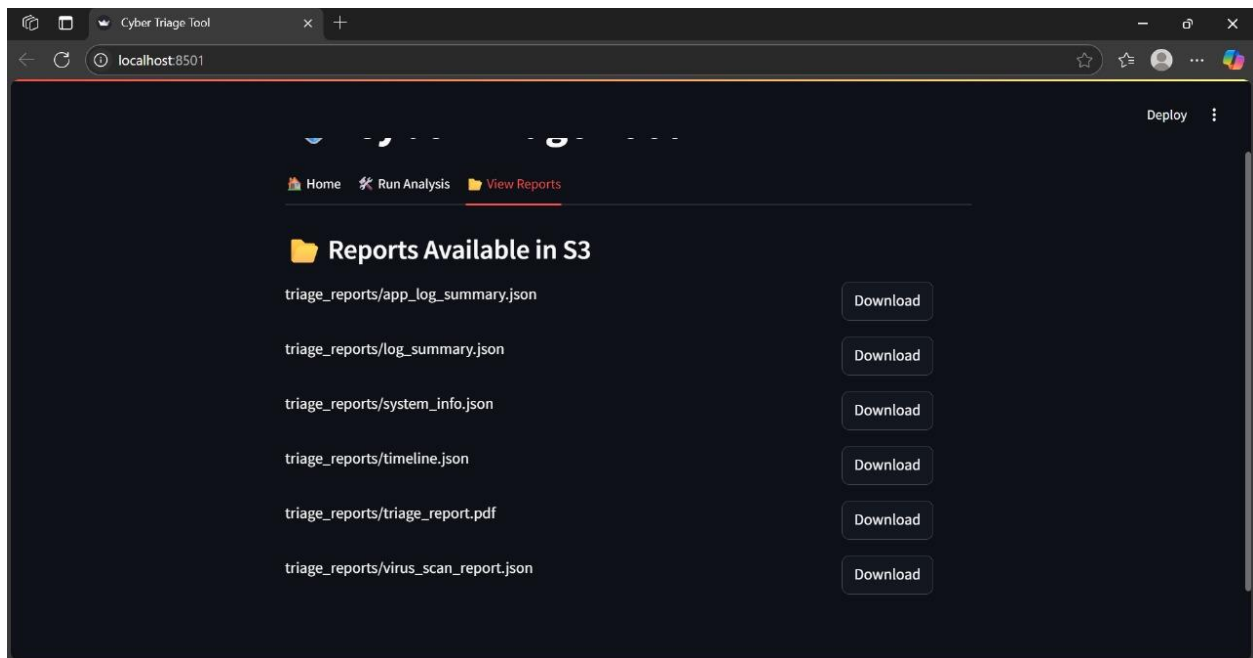 Cyber Triage Tool
localhost:8501
Deploy
Home Run Analysis View Reports
Reports Available in S3
triage_reports/app_log_summary.json Download
triage_reports/log_summary.json Download
triage_reports/system_info.json Download
triage_reports/timeline.json Download
triage_reports/triage_report.pdf Download
triage_reports/virus_scan_report.json Download